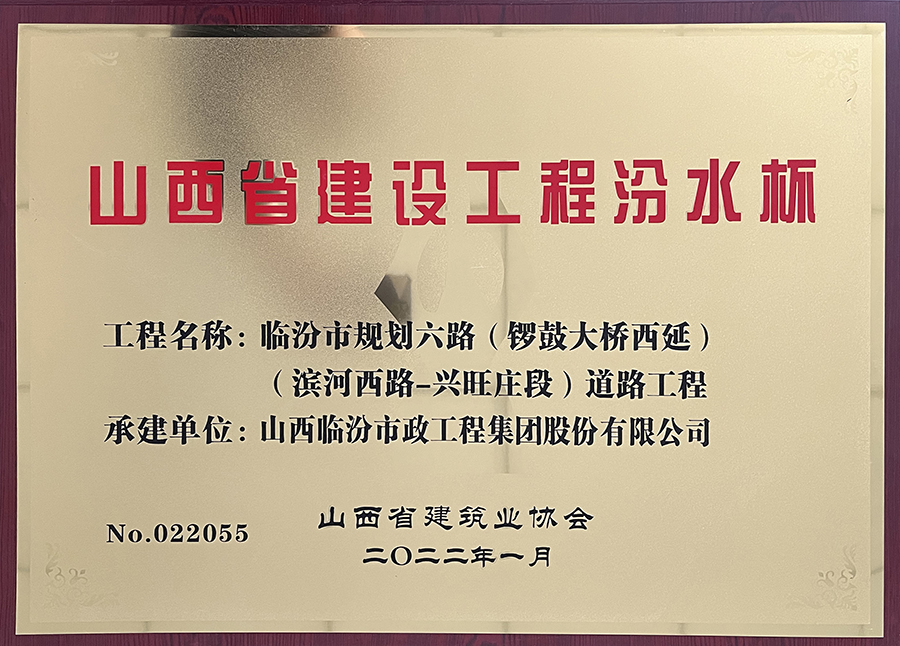 山西省建设工程汾水杯
工程名称：临汾市规划六路（锣鼓大桥西延）
（滨河西路-兴旺庄段）道路工程
承建单位：山西临汾市政工程集团股份有限公司
山西省建筑业协会
No.022055
二〇二二年一月